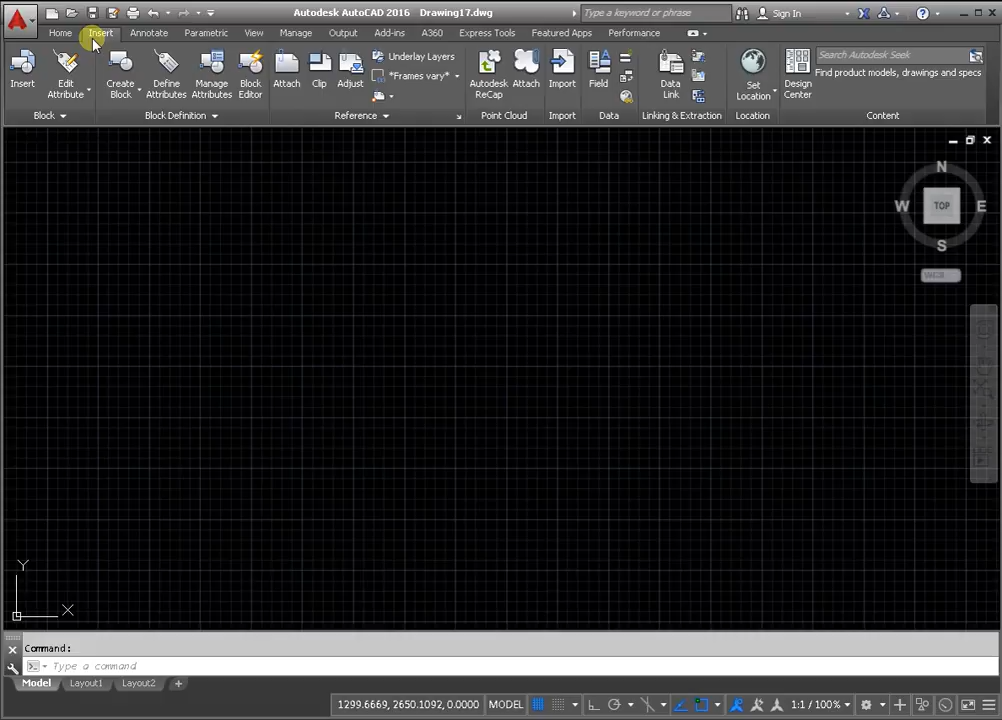 Autodesk AutoCAD 2016 Drawing17.dwg
Type a keyword or phrase
Sign In
Home Insert Annotate Parametric View Manage Output Add-ins A360 Express Tools Featured Apps Performance
Insert
Edit
Attribute
Create
Block
Define
Attributes
Manage
Attributes
Block
Editor
Attach
Clip
Adjust
Underlay Layers
*Frames vary*
Autodesk
ReCap
Attach
Import
Field
Data
Link
Set
Location
Design
Center
Search Autodesk Seek
Find product models, drawings and specs
Block
Block Definition
Reference
Point Cloud
Import
Data
Linking & Extraction
Location
Content
N
W
TOP
E
S
Y
X
Command:
Type a command
Model Layout1 Layout2
1299.6669, 2650.1092, 0.0000 MODEL
1:1 / 100%